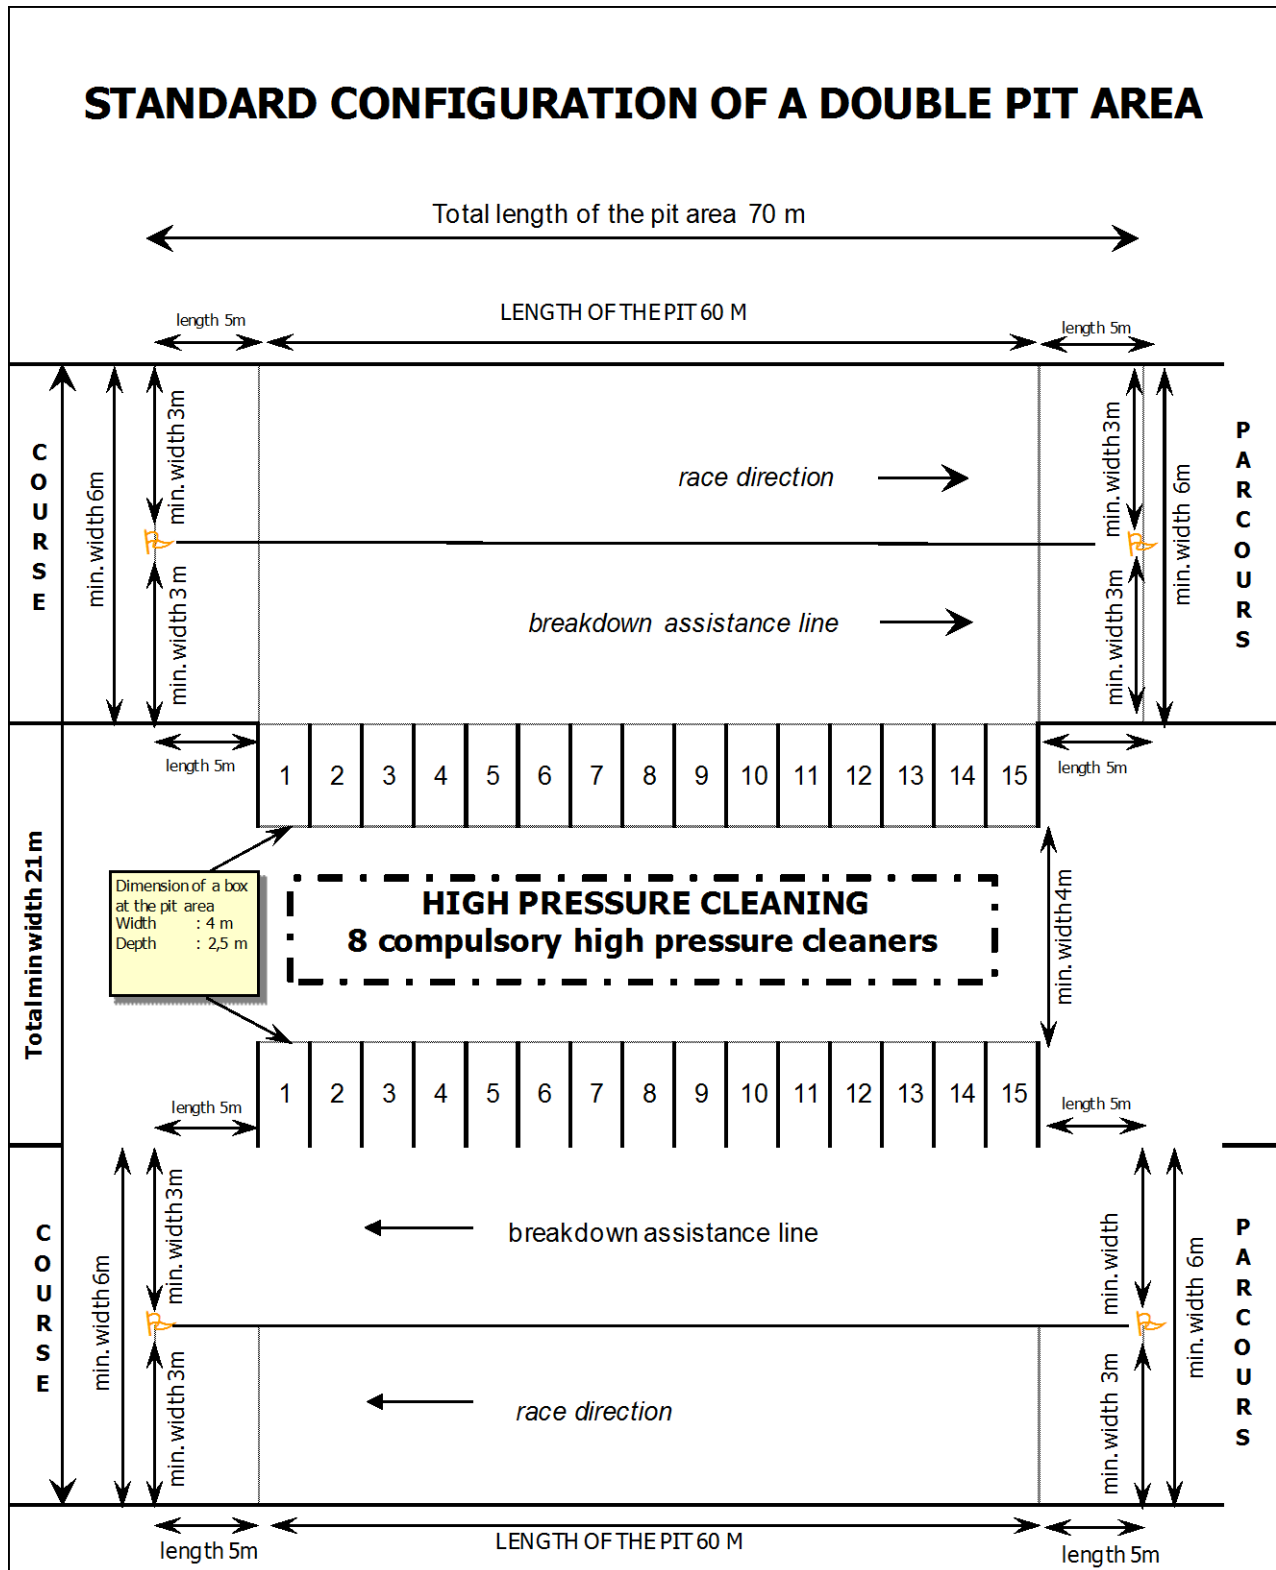 STANDARD CONFIGURATION OF A DOUBLE PIT AREA
Total length of the pit area 70 m
length 5m
LENGTH OF THE PIT 60 M
length 5m
COURSE
min. width 6m
min. width 3m
min. width 3 m
race direction
breakdown assistance line
min. width 3m
min. width 3m
min. width 6m
PARCOURS
length 5m
1 2 3 4 5 6 7 8 9 10 11 12 13 14 15
length 5m
Total min width 21 m
Dimension of a box
at the pit area
Width : 4 m
Depth : 2,5 m
HIGH PRESSURE CLEANING
8 compulsory high pressure cleaners
min. width 4m
length 5m
1 2 3 4 5 6 7 8 9 10 11 12 13 14 15
length 5m
COURSE
min. width 6m
min. width 3m
min. width 3m
breakdown assistance line
race direction
min. width
min. width 3m
min. width 6m
PARCOURS
length 5m
LENGTH OF THE PIT 60 M
length 5m